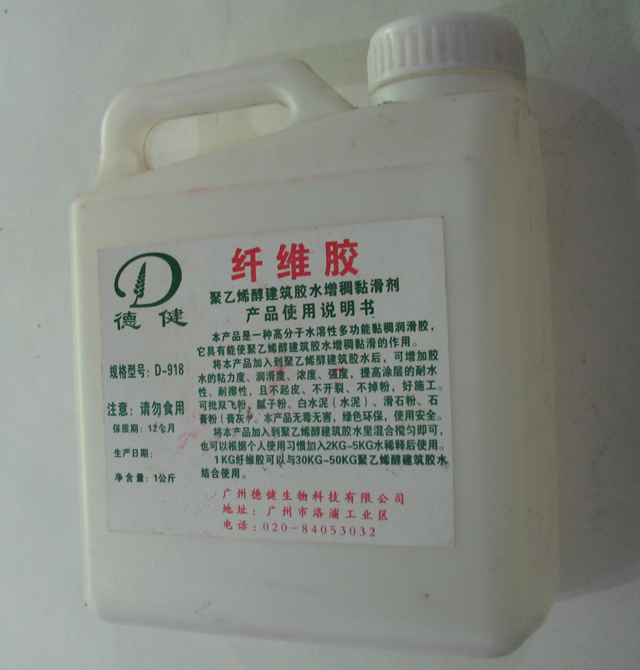 纤维胶
聚乙烯醇建筑胶水增稠黏滑剂
产品使用说明书
D
德健
规格型号：D-918
注意：请勿食用
保质期：12个月
生产日期：
净含量：1公斤
本产品是一种高分子水溶性多功能黏稠润滑胶，
它具有能使聚乙烯醇建筑胶水增稠黏滑的作用。
将本产品加入到聚乙烯醇建筑胶水后，可增加胶
水的粘力度、润滑度、浓度、强度，提高涂层的耐水
性、耐擦性，且不起皮、不开裂、不掉粉，好施工。
可批双飞粉，腻子粉、白水泥（水泥）、滑石粉、石
膏粉（膏灰）。本产品无毒无害，绿色环保，使用安全。
将本产品加入到聚乙烯醇建筑胶水里混合搅匀即可，
也可以根据个人使用习惯加入2KG-5KG水稀释后使用。
1KG纤维胶可以与30KG-50KG聚乙烯醇建筑胶水
结合使用。
广州德健生物科技有限公司
地址：广州市洛浦工业区
电话：020-84053032